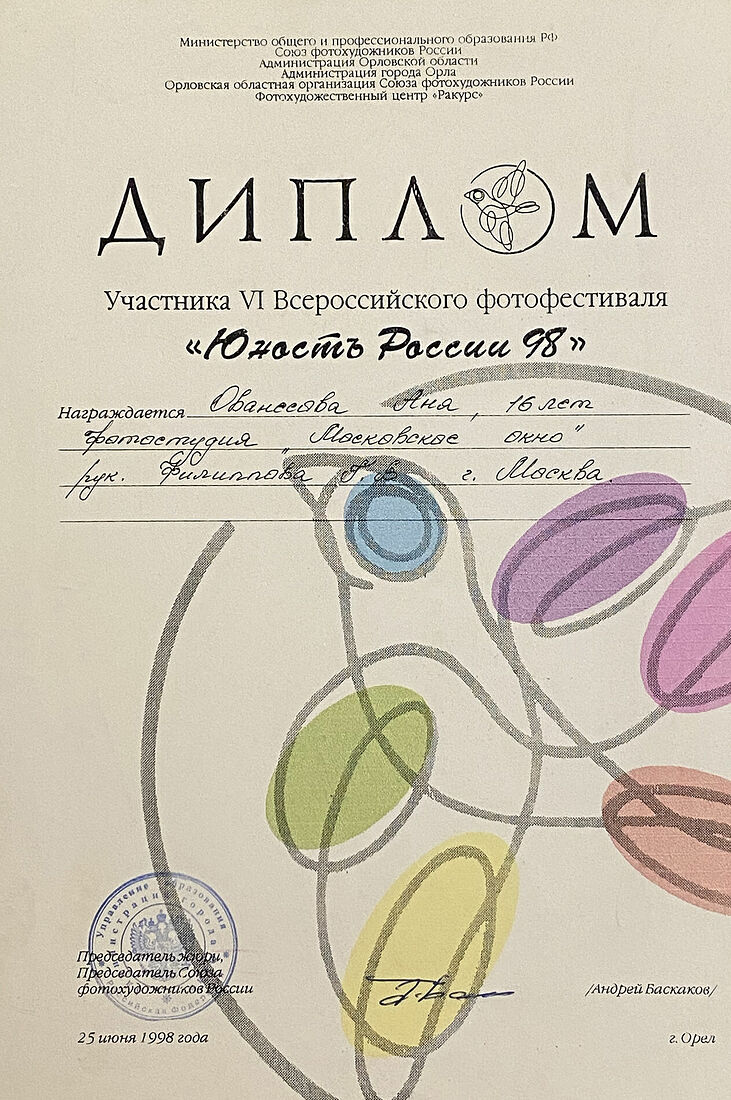 Министерство общего и профессионального образования РФ
Союз фотохудожников России
Администрация Орловской области
Администрация города Орла
Орловская областная организация Союза фотохудожников России
Фотохудожественный центр «Ракурс»
ДИПЛОМ
Участника VI Всероссийского фотофестиваля
«Юность России 98»
Награждается Ованесова Аня, 16 лет
фотостудия "Московское окно"
рук. Филиппова Г.В. г. Москва.
Управление образования
Председатель жюри,
Председатель Союза
фотохудожников России
/Андрей Баскаков/
25 июня 1998 года
г. Орел